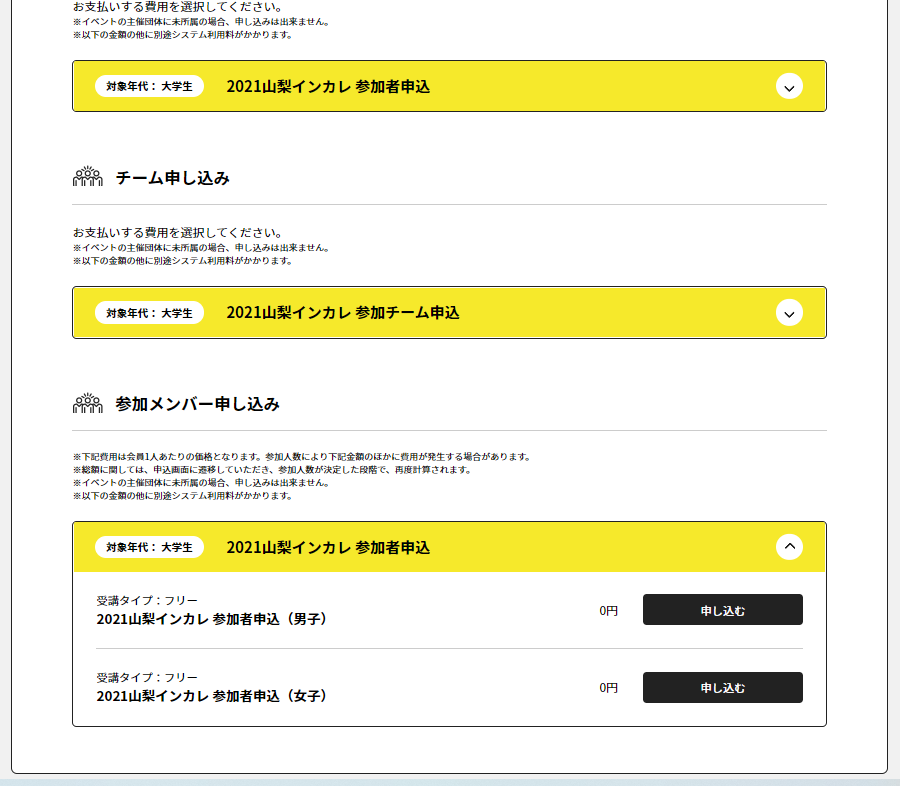 お支払いする費用を選択してください。
※イベントの主催団体に未所属の場合、申し込みは出来ません。
※以下の金額の他に別途システム利用料がかかります。
対象年代： 大学生 2021山梨インカレ 参加者申込
チーム申し込み
お支払いする費用を選択してください。
※イベントの主催団体に未所属の場合、申し込みは出来ません。
※以下の金額の他に別途システム利用料がかかります。
対象年代： 大学生 2021山梨インカレ 参加チーム申込
参加メンバー申し込み
※下記費用は会員1人あたりの価格となります。参加人数により下記金額のほかに費用が発生する場合があります。
※総額に関しては、申込画面に遷移していただき、参加人数が決定した段階で、再度計算されます。
※イベントの主催団体に未所属の場合、申し込みは出来ません。
※以下の金額の他に別途システム利用料がかかります。
対象年代： 大学生 2021山梨インカレ 参加者申込
受講タイプ：フリー
2021山梨インカレ 参加者申込（男子） 0円 申し込む
受講タイプ：フリー
2021山梨インカレ 参加者申込（女子） 0円 申し込む